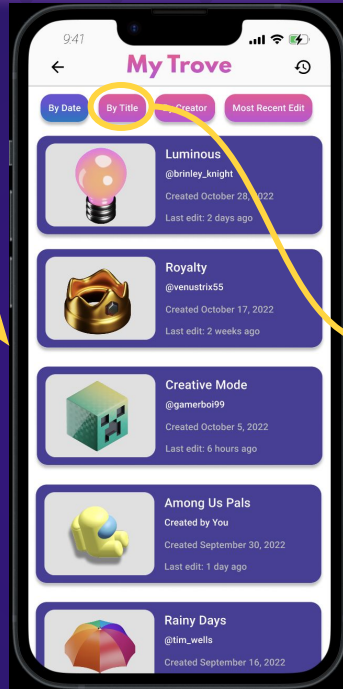 9:41
My Trove
By Date
By Title
By Creator
Most Recent Edit
Luminous
@brinley_knight
Created October 28, 2022
Last edit: 2 days ago
Royalty
@venustrix55
Created October 17, 2022
Last edit: 2 weeks ago
Creative Mode
@gamerboi99
Created October 5, 2022
Last edit: 6 hours ago
Among Us Pals
Created by You
Created September 30, 2022
Last edit: 1 day ago
Rainy Days
@tim_wells
Created September 16, 2022